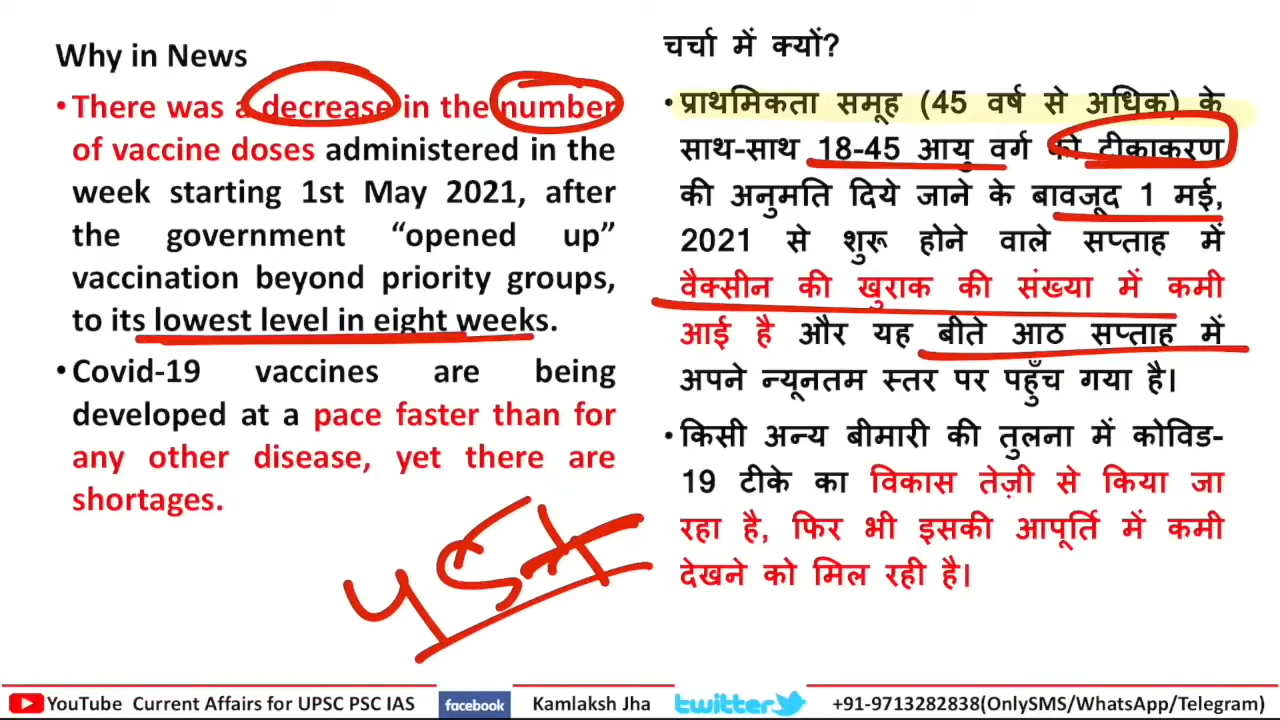 Why in News
• There was a decrease in the number
of vaccine doses administered in the
week starting 1st May 2021, after
the government “opened up”
vaccination beyond priority groups,
to its lowest level in eight weeks.
• Covid-19 vaccines are being
developed at a pace faster than for
any other disease, yet there are
shortages.
45+
चर्चा में क्यों?
• प्राथमिकता समूह (45 वर्ष से अधिक) के
साथ-साथ 18-45 आयु वर्ग को टीकाकरण
की अनुमति दिये जाने के बावजूद 1 मई,
2021 से शुरू होने वाले सप्ताह में
वैक्सीन की खुराक की संख्या में कमी
आई है और यह बीते आठ सप्ताह में
अपने न्यूनतम स्तर पर पहुँच गया है।
• किसी अन्य बीमारी की तुलना में कोविड-
19 टीके का विकास तेज़ी से किया जा
रहा है, फिर भी इसकी आपूर्ति में कमी
देखने को मिल रही है।
YouTube Current Affairs for UPSC PSC IAS facebook Kamlaksh Jha twitter +91-9713282838(OnlySMS/WhatsApp/Telegram)